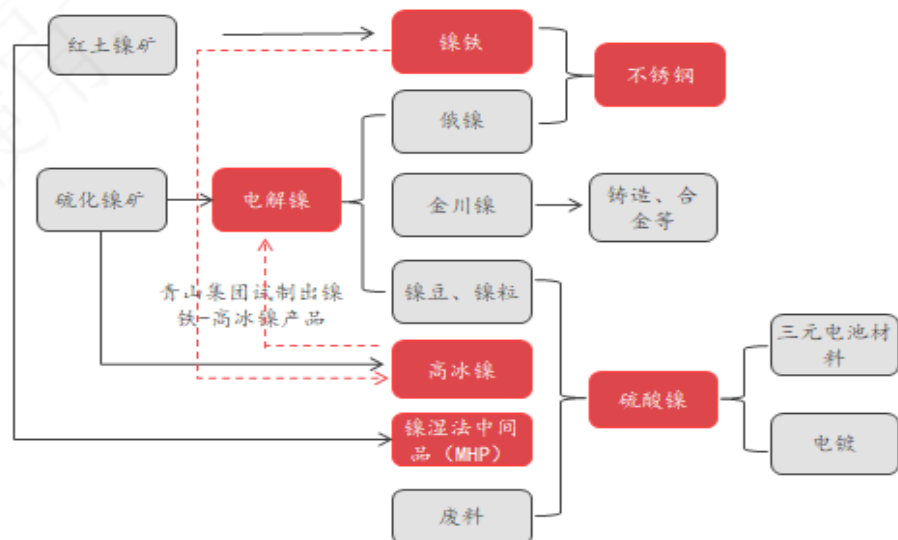 红土镍矿
镍铁
不锈钢
俄镍
硫化镍矿
电解镍
金川镍
铸造、合
金等
青山集团试制出镍
铁-高冰镍产品
镍豆、镍粒
三元电池材
料
高冰镍
硫酸镍
镍湿法中间
品（MHP）
电镀
废料